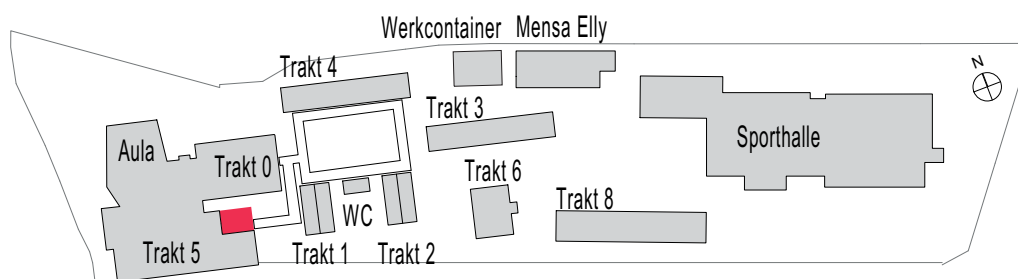 Werkcontainer
Mensa Elly
Trakt 4
N
Trakt 3
Sporthalle
Aula
Trakt 0
Trakt 6
Trakt 8
WC
Trakt 5
Trakt 1
Trakt 2